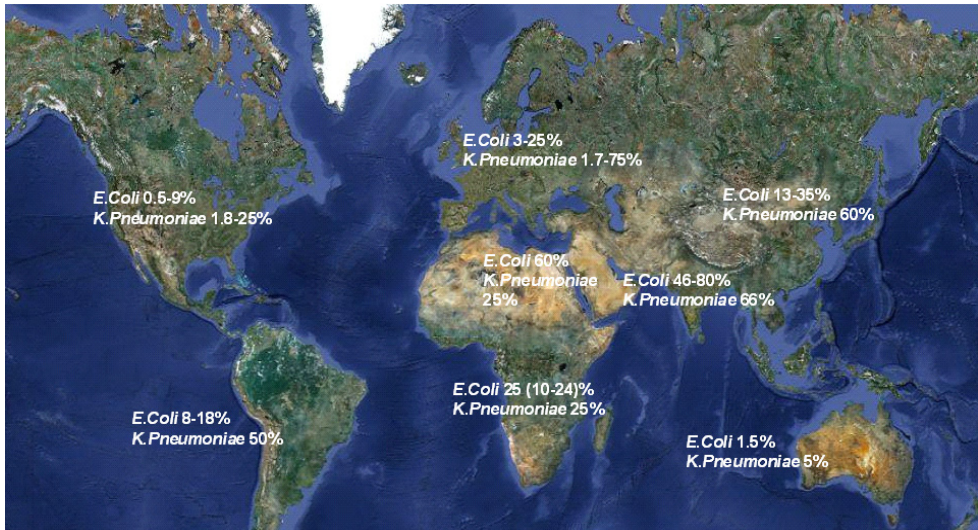 E.Coli 3-25%
K.Pneumoniae 1.7-75%
E.Coli 0.5-9%
K.Pneumoniae 1.8-25%
E.Coli 13-35%
K.Pneumoniae 60%
E.Coli 60%
K.Pneumoniae
25%
E.Coli 46-80%
K.Pneumoniae 66%
E.Coli 25 (10-24)%
K.Pneumoniae 25%
E.Coli 8-18%
K.Pneumoniae 50%
E.Coli 1.5%
K.Pneumoniae 5%